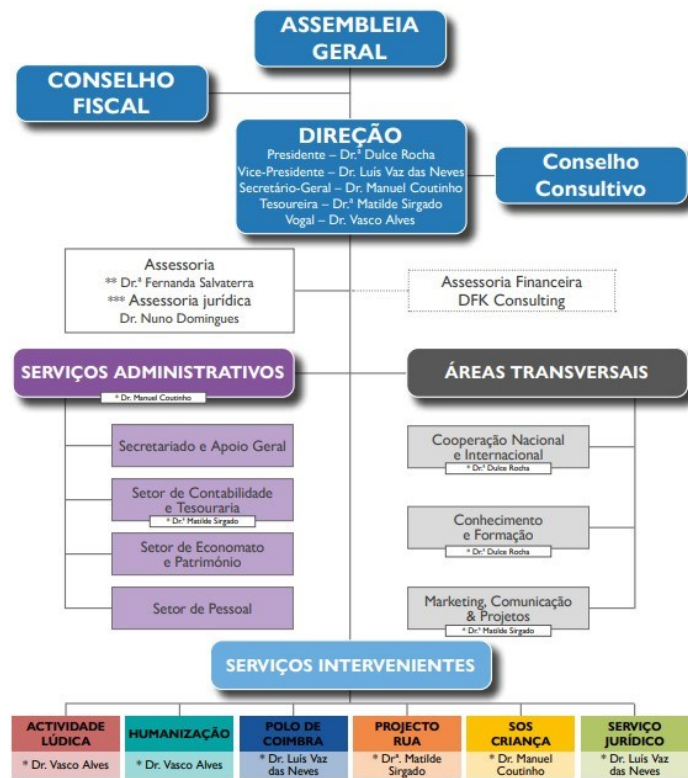 ASSEMBLEIA
GERAL
CONSELHO
FISCAL
DIREÇÃO
Presidente – Dr.ª Dulce Rocha
Vice-Presidente – Dr. Luís Vaz das Neves
Secretário-Geral – Dr. Manuel Coutinho
Tesoureira – Dr.ª Matilde Sirgado
Vogal – Dr. Vasco Alves
Conselho
Consultivo
Assessoria
** Dr.ª Fernanda Salvaterra
*** Assessoria jurídica
Dr. Nuno Domingues
Assessoria Financeira
DFK Consulting
SERVIÇOS ADMINISTRATIVOS
* Dr. Manuel Coutinho
ÁREAS TRANSVERSAIS
Secretariado e Apoio Geral
Setor de Contabilidade
e Tesouraria
* Dr.ª Matilde Sirgado
Setor de Economato
e Património
Setor de Pessoal
Cooperação Nacional
e Internacional
* Dr.ª Dulce Rocha
Conhecimento
e Formação
* Dr.ª Dulce Rocha
Marketing, Comunicação
& Projetos
* Dr.ª Matilde Sirgado
SERVIÇOS INTERVENIENTES
ACTIVIDADE
LÚDICA
* Dr. Vasco Alves
HUMANIZAÇÃO
* Dr. Vasco Alves
POLO DE
COIMBRA
* Dr. Luís Vaz
das Neves
PROJECTO
RUA
* Drª. Matilde
Sirgado
SOS
CRIANÇA
* Dr. Manuel
Coutinho
SERVIÇO
JURÍDICO
* Dr. Luís Vaz
das Neves